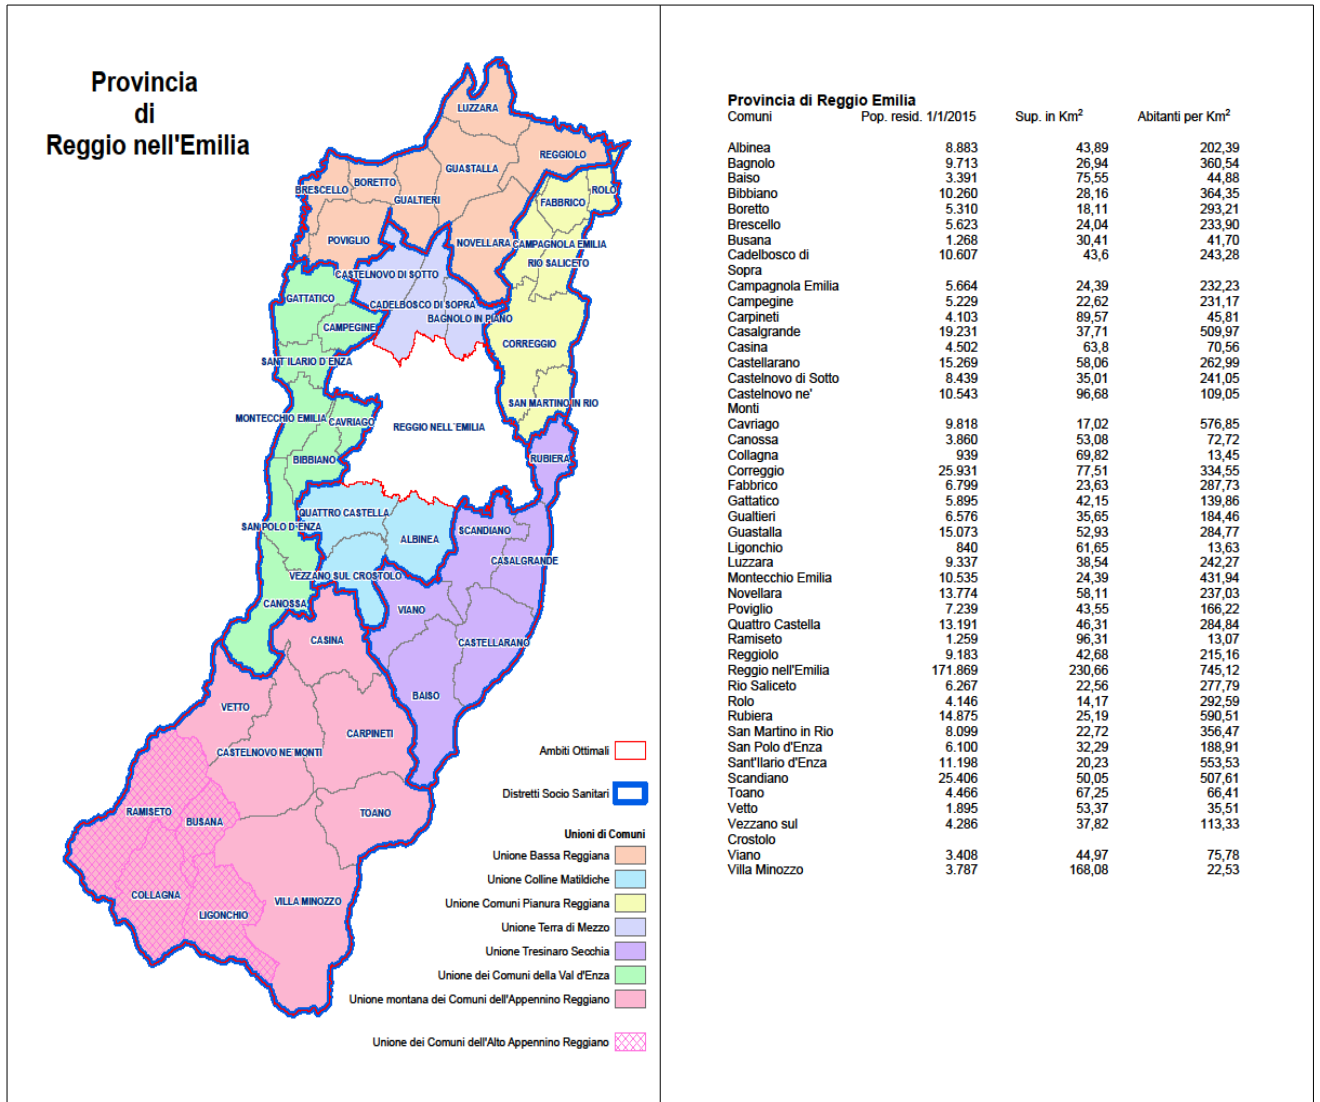 Provincia
di
Reggio nell'Emilia
LUZZARA
REGGIOLO
GUASTALLA
BORETTO
BRESCELLO
ROLO
GUALTIERI
FABBRICO
POVIGLIO
NOVELLARA
CAMPAGNOLA EMILIA
RIO SALICETO
CASTELNOVO DI SOTTO
GATTATICO
CADELBOSCO DI SOPRA
BAGNOLO IN PIANO
CAMPEGINE
CORREGGIO
SANT'ILARIO D'ENZA
SAN MARTINO IN RIO
MONTECCHIO EMILIA
CAVRIAGO
REGGIO NELL'EMILIA
BIBBIANO
RUBIERA
QUATTRO CASTELLA
SAN POLO D'ENZA
SCANDIANO
ALBINEA
CASALGRANDE
VEZZANO SUL CROSTOLO
CANOSSA
VIANO
CASINA
CASTELLARANO
BAISO
VETTO
CARPINETI
CASTELNOVO NE MONTI
RAMISETO
BUSANA
TOANO
COLLAGNA
LIGONCHIO
VILLA MINOZZO
Ambiti Ottimali
Distretti Socio Sanitari
Unioni di Comuni
Unione Bassa Reggiana
Unione Colline Matildiche
Unione Comuni Pianura Reggiana
Unione Terra di Mezzo
Unione Tresinaro Secchia
Unione dei Comuni della Val d'Enza
Unione montana dei Comuni dell'Appennino Reggiano
Unione dei Comuni dell'Alto Appennino Reggiano
Provincia di Reggio Emilia
Comuni Pop. resid. 1/1/2015 Sup. in Km² Abitanti per Km²
Albinea 8.883 43,89 202,39
Bagnolo 9.713 26,94 360,54
Baiso 3.391 75,55 44,88
Bibbiano 10.260 28,16 364,35
Boretto 5.310 18,11 293,21
Brescello 5.623 24,04 233,90
Busana 1.268 30,41 41,70
Cadelbosco di 10.607 43,6 243,28
Sopra
Campagnola Emilia 5.664 24,39 232,23
Campegine 5.229 22,62 231,17
Carpineti 4.103 89,57 45,81
Casalgrande 19.231 37,71 509,97
Casina 4.502 63,8 70,56
Castellarano 15.269 58,06 262,99
Castelnovo di Sotto 8.439 35,01 241,05
Castelnovo ne' 10.543 96,68 109,05
Monti
Cavriago 9.818 17,02 576,85
Canossa 3.860 53,08 72,72
Collagna 939 69,82 13,45
Correggio 25.931 77,51 334,55
Fabbrico 6.799 23,63 287,73
Gattatico 5.895 42,15 139,86
Gualtieri 6.576 35,65 184,46
Guastalla 15.073 52,93 284,77
Ligonchio 840 61,65 13,63
Luzzara 9.337 38,54 242,27
Montecchio Emilia 10.535 24,39 431,94
Novellara 13.774 58,11 237,03
Poviglio 7.239 43,55 166,22
Quattro Castella 13.191 46,31 284,84
Ramiseto 1.259 96,31 13,07
Reggiolo 9.183 42,68 215,16
Reggio nell'Emilia 171.869 230,66 745,12
Rio Saliceto 6.267 22,56 277,79
Rolo 4.146 14,17 292,59
Rubiera 14.875 25,19 590,51
San Martino in Rio 8.099 22,72 356,47
San Polo d'Enza 6.100 32,29 188,91
Sant'Ilario d'Enza 11.198 20,23 553,53
Scandiano 25.406 50,05 507,61
Toano 4.466 67,25 66,41
Vetto 1.895 53,37 35,51
Vezzano sul 4.286 37,82 113,33
Crostolo
Viano 3.408 44,97 75,78
Villa Minozzo 3.787 168,08 22,53